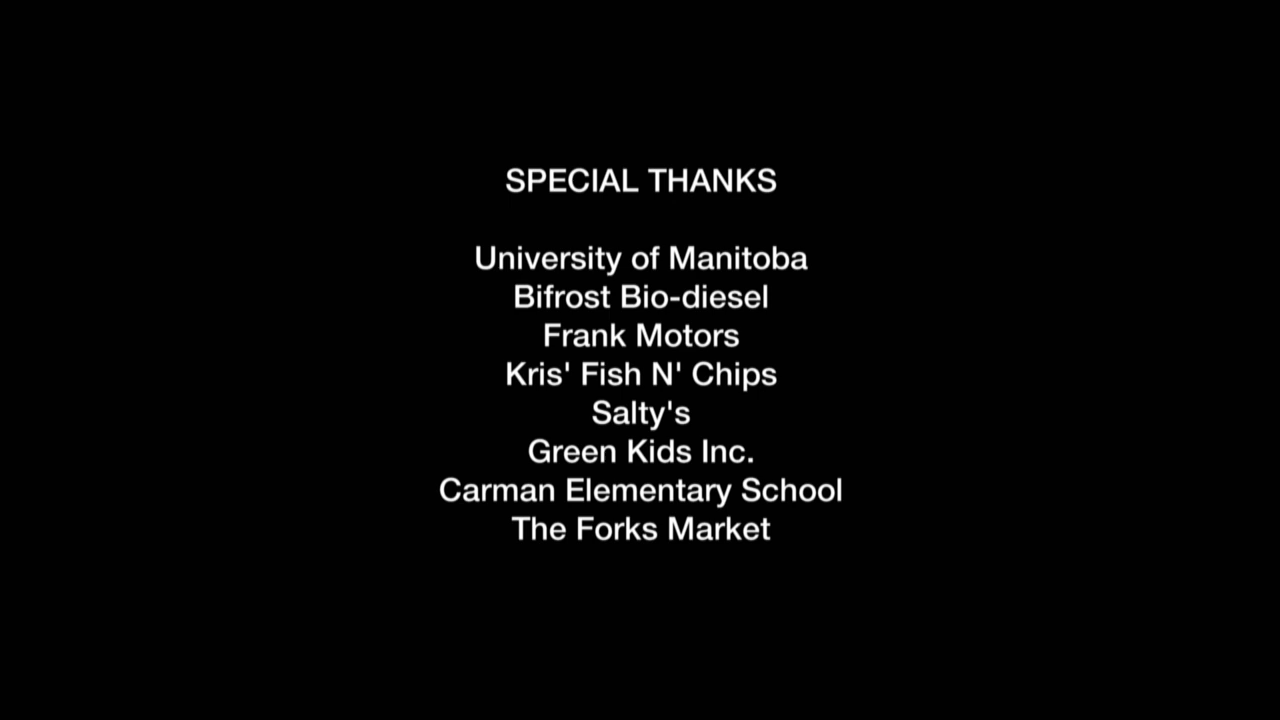 SPECIAL THANKS
University of Manitoba
Bifrost Bio-diesel
Frank Motors
Kris' Fish N' Chips
Salty's
Green Kids Inc.
Carman Elementary School
The Forks Market